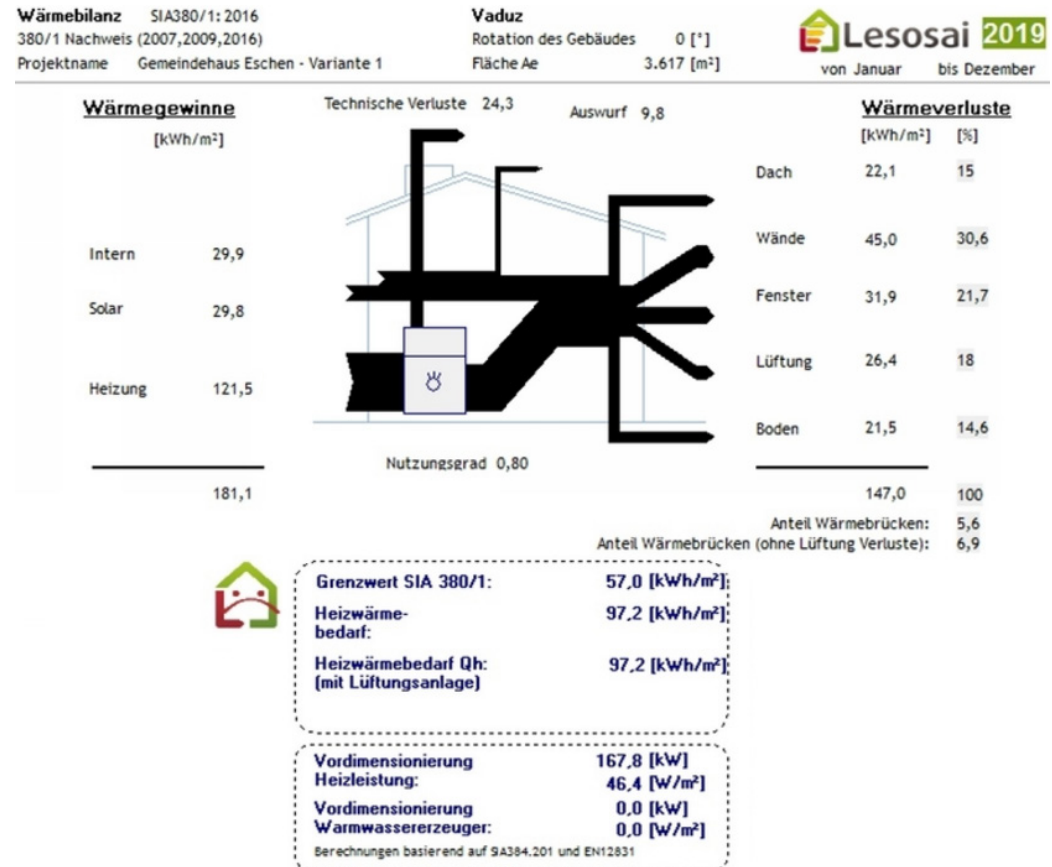 Wärmebilanz SIA380/1: 2016
380/1 Nachweis (2007,2009,2016)
Projektname Gemeindehaus Eschen - Variante 1
Vaduz
Rotation des Gebäudes 0 [°]
Fläche Ae 3.617 [m²]
Lesosai 2019
von Januar bis Dezember
Wärmegewinne
[kWh/m²]
Technische Verluste 24,3
Auswurf 9,8
Wärmeverluste
[kWh/m²] [%]
Dach 22,1 15
Wände 45,0 30,6
Intern 29,9
Fenster 31,9 21,7
Solar 29,8
Lüftung 26,4 18
Heizung 121,5
Boden 21,5 14,6
Nutzungsgrad 0,80
181,1
147,0 100
Anteil Wärmebrücken: 5,6
Anteil Wärmebrücken (ohne Lüftung Verluste): 6,9
Grenzwert SIA 380/1: 57,0 [kWh/m²]
Heizwärme- 97,2 [kWh/m²]
bedarf:
Heizwärmebedarf Qh: 97,2 [kWh/m²]
(mit Lüftungsanlage)
Vordimensionierung 167,8 [kW]
Heizleistung: 46,4 [W/m²]
Vordimensionierung 0,0 [kW]
Warmwassererzeuger: 0,0 [W/m²]
Berechnungen basierend auf SIA384.201 und EN12831